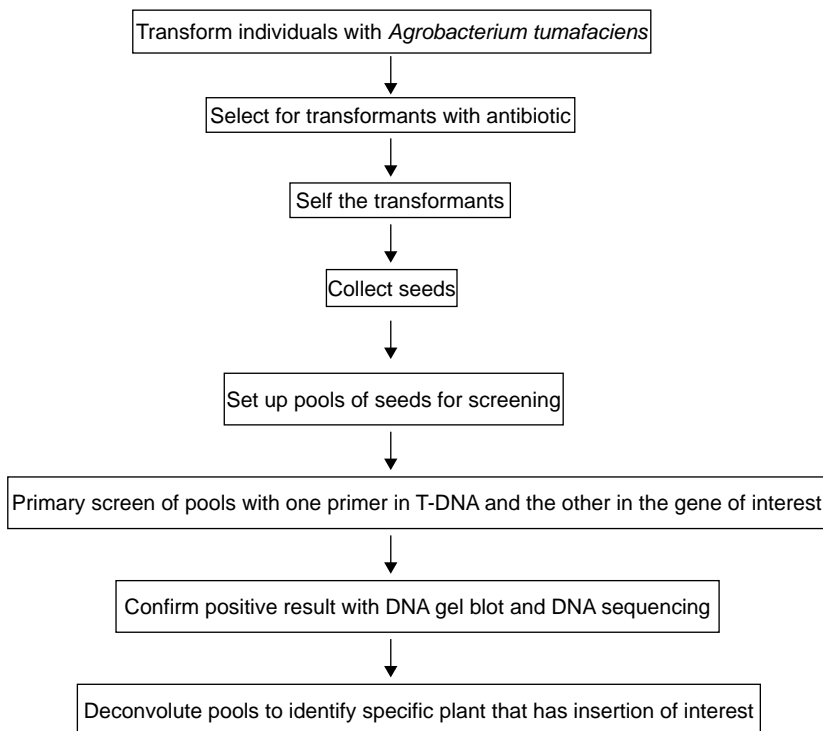 Transform individuals with Agrobacterium tumafaciens
Select for transformants with antibiotic
Self the transformants
Collect seeds
Set up pools of seeds for screening
Primary screen of pools with one primer in T-DNA and the other in the gene of interest
Confirm positive result with DNA gel blot and DNA sequencing
Deconvolute pools to identify specific plant that has insertion of interest